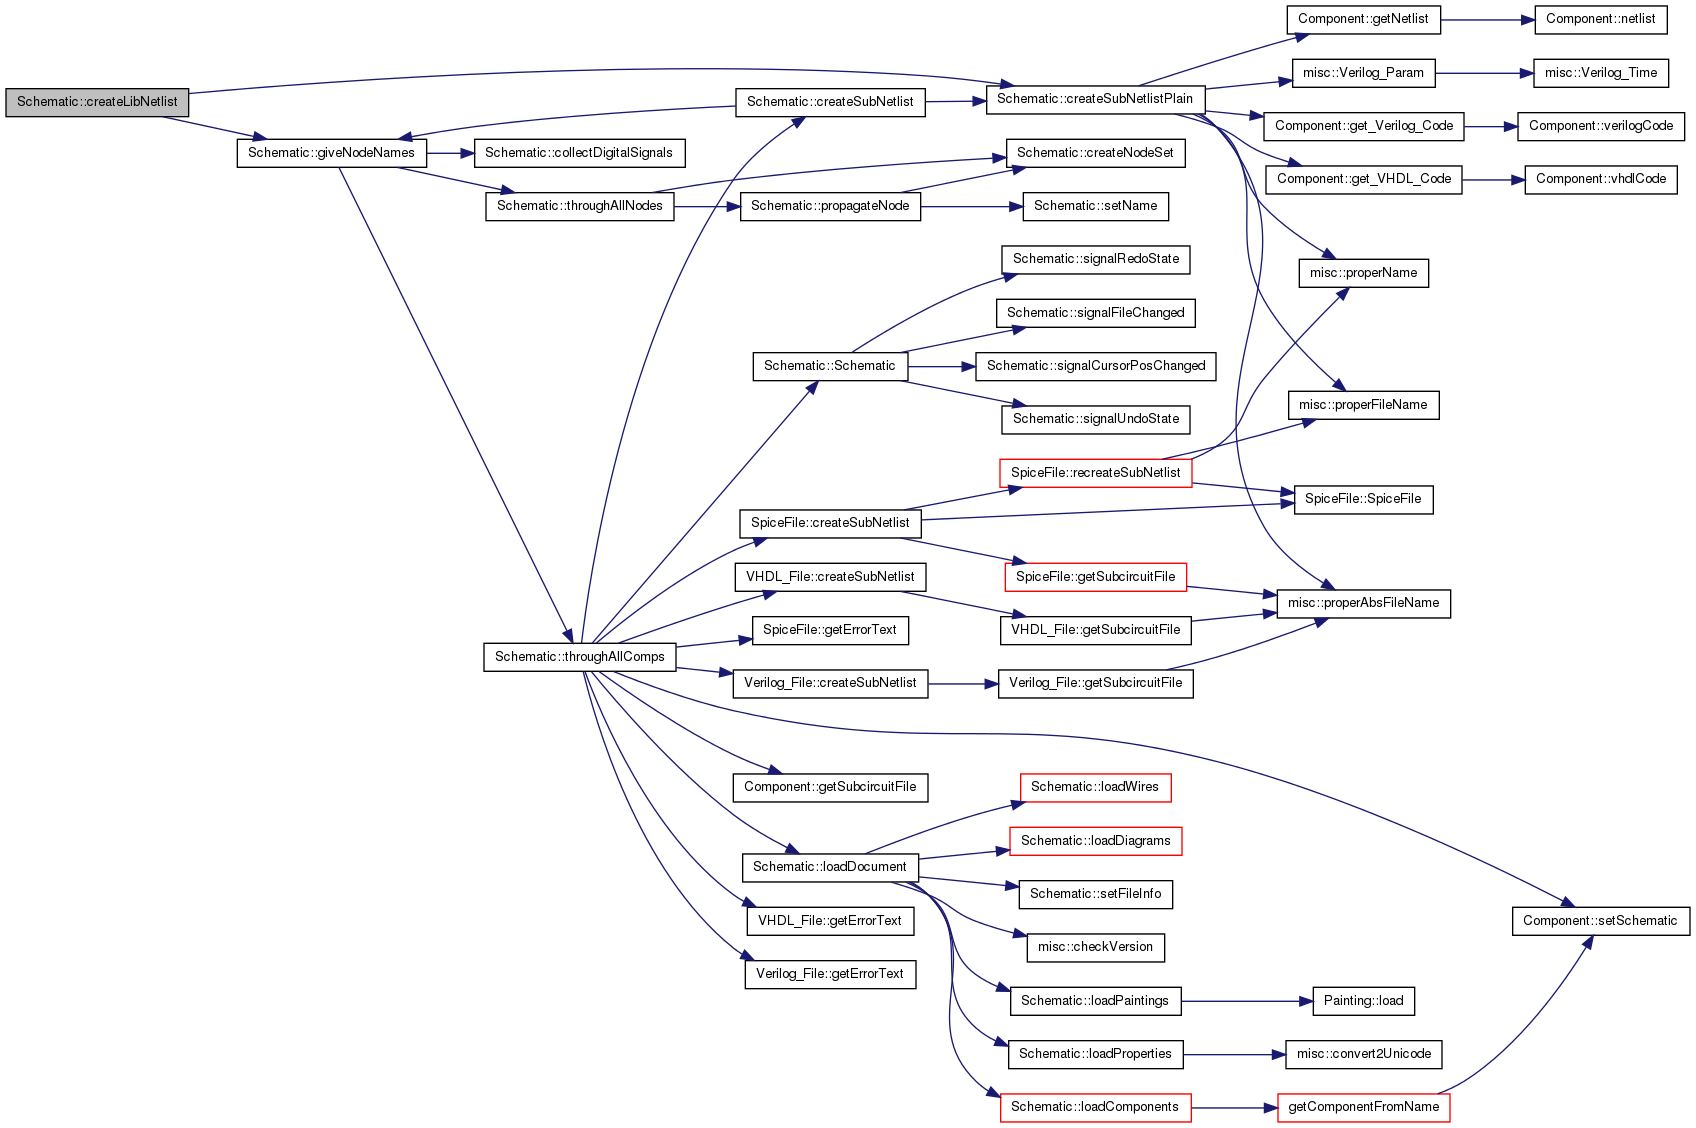 Schematic::createLibNetlist
Schematic::giveNodeNames
Schematic::collectDigitalSignals
Schematic::throughAllNodes
Schematic::throughAllComps
Schematic::createSubNetlist
Schematic::propagateNode
Schematic::Schematic
SpiceFile::createSubNetlist
VHDL_File::createSubNetlist
SpiceFile::getErrorText
Verilog_File::createSubNetlist
Component::getSubcircuitFile
Schematic::loadDocument
VHDL_File::getErrorText
Verilog_File::getErrorText
Schematic::createSubNetlistPlain
Schematic::createNodeSet
Schematic::setName
Schematic::signalRedoState
Schematic::signalFileChanged
Schematic::signalCursorPosChanged
Schematic::signalUndoState
SpiceFile::recreateSubNetlist
SpiceFile::getSubcircuitFile
VHDL_File::getSubcircuitFile
Verilog_File::getSubcircuitFile
Schematic::loadWires
Schematic::loadDiagrams
Schematic::setFileInfo
misc::checkVersion
Schematic::loadPaintings
Schematic::loadProperties
Schematic::loadComponents
Component::getNetlist
misc::Verilog_Param
Component::get_Verilog_Code
Component::get_VHDL_Code
misc::properName
misc::properFileName
SpiceFile::SpiceFile
misc::properAbsFileName
Painting::load
misc::convert2Unicode
getComponentFromName
Component::netlist
misc::Verilog_Time
Component::verilogCode
Component::vhdlCode
Component::setSchematic